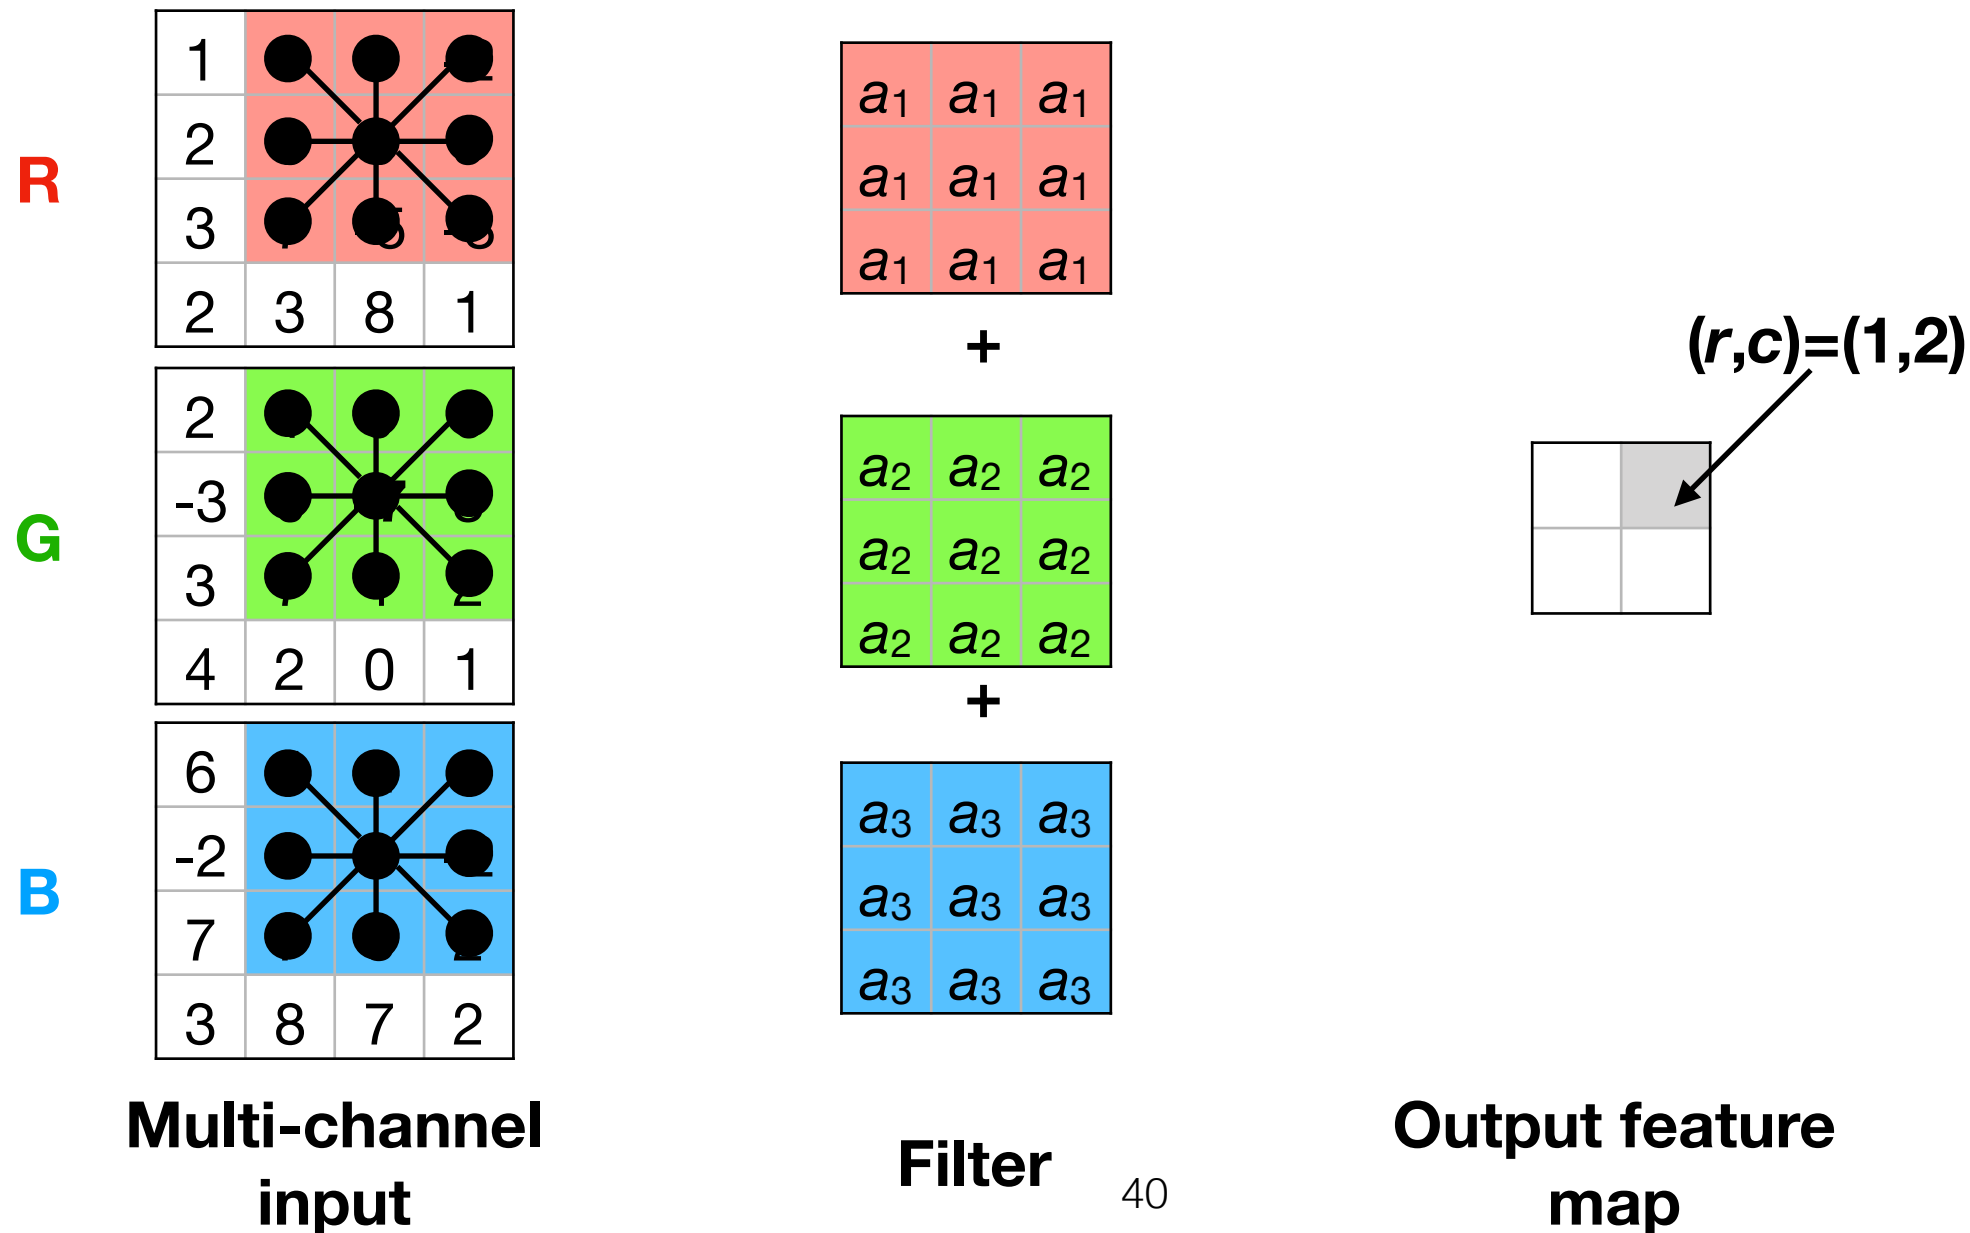 R
1
2
3
2 3 8 1
G
2
-3
3
4 2 0 1
B
6
-2
7
3 8 7 2
Multi-channel
input
a₁ a₁ a₁
a₁ a₁ a₁
a₁ a₁ a₁
+
a₂ a₂ a₂
a₂ a₂ a₂
a₂ a₂ a₂
+
a₃ a₃ a₃
a₃ a₃ a₃
a₃ a₃ a₃
Filter
40
(r,c)=(1,2)
Output feature
map